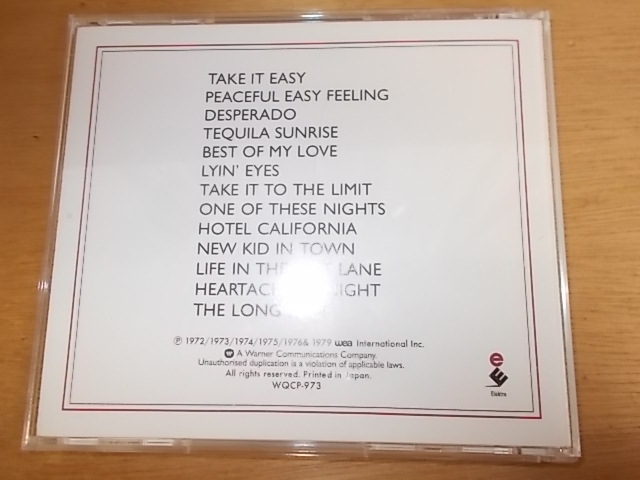 TAKE IT EASY
PEACEFUL EASY FEELING
DESPERADO
TEQUILA SUNRISE
BEST OF MY LOVE
LYIN' EYES
TAKE IT TO THE LIMIT
ONE OF THESE NIGHTS
HOTEL CALIFORNIA
NEW KID IN TOWN
LIFE IN THE LANE
HEARTACHE
THE LONG
℗ 1972/1973/1974/1975/1976& 1979 wea International Inc.
A Warner Communications Company.
Unauthorised duplication is a violation of applicable laws.
All rights reserved. Printed in Japan.
WQCP-973
e
Elektra